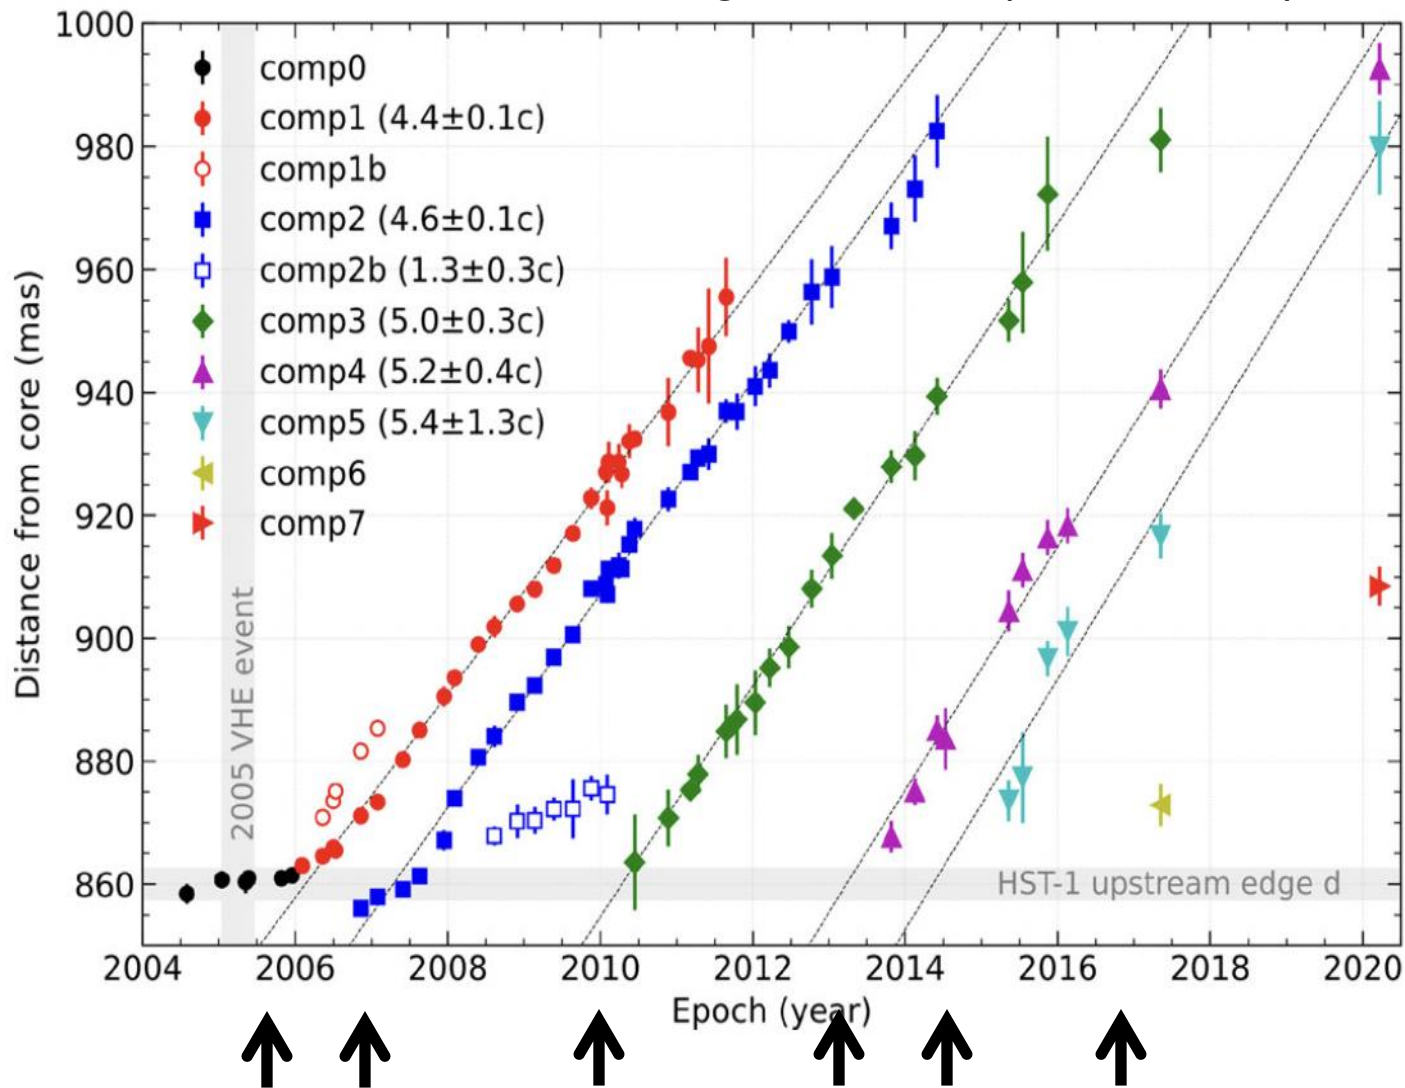 1000
980
960
940
920
900
880
860
Distance from core (mas)
comp0
comp1 (4.4±0.1c)
comp1b
comp2 (4.6±0.1c)
comp2b (1.3±0.3c)
comp3 (5.0±0.3c)
comp4 (5.2±0.4c)
comp5 (5.4±1.3c)
comp6
comp7
2005 VHE event
HST-1 upstream edge d
2004 2006 2008 2010 2012 2014 2016 2018 2020
Epoch (year)